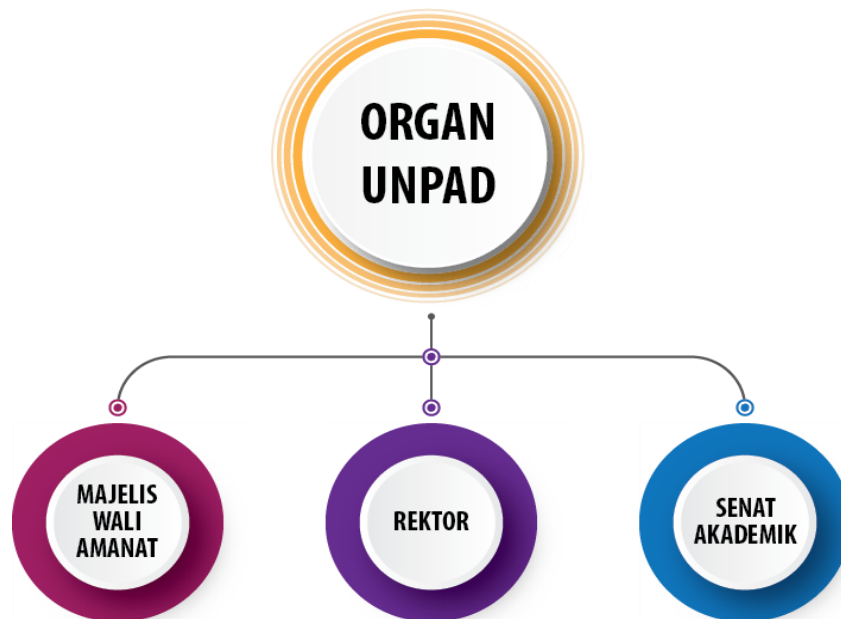 ORGAN
UNPAD
MAJELIS
WALI
AMANAT
REKTOR
SENAT
AKADEMIK